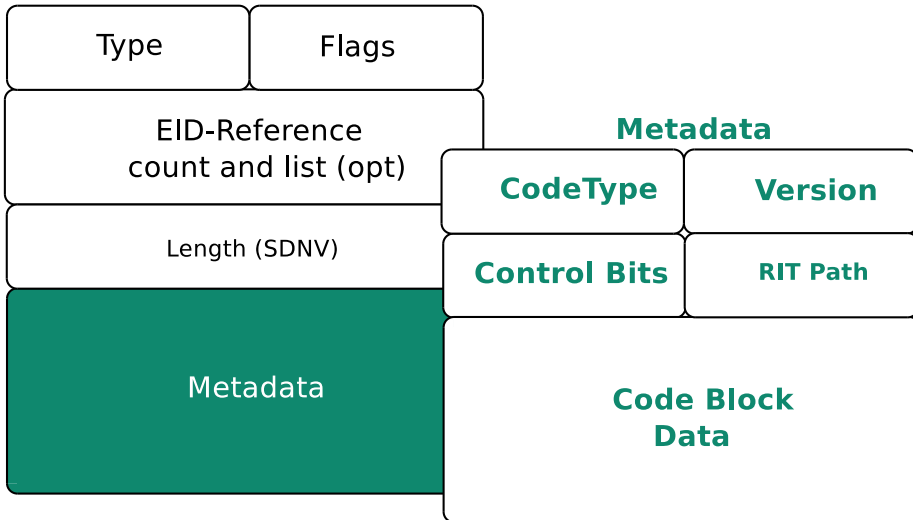 Type
Flags
EID-Reference
count and list (opt)
Length (SDNV)
Metadata
Metadata
CodeType
Version
Control Bits
RIT Path
Code Block
Data